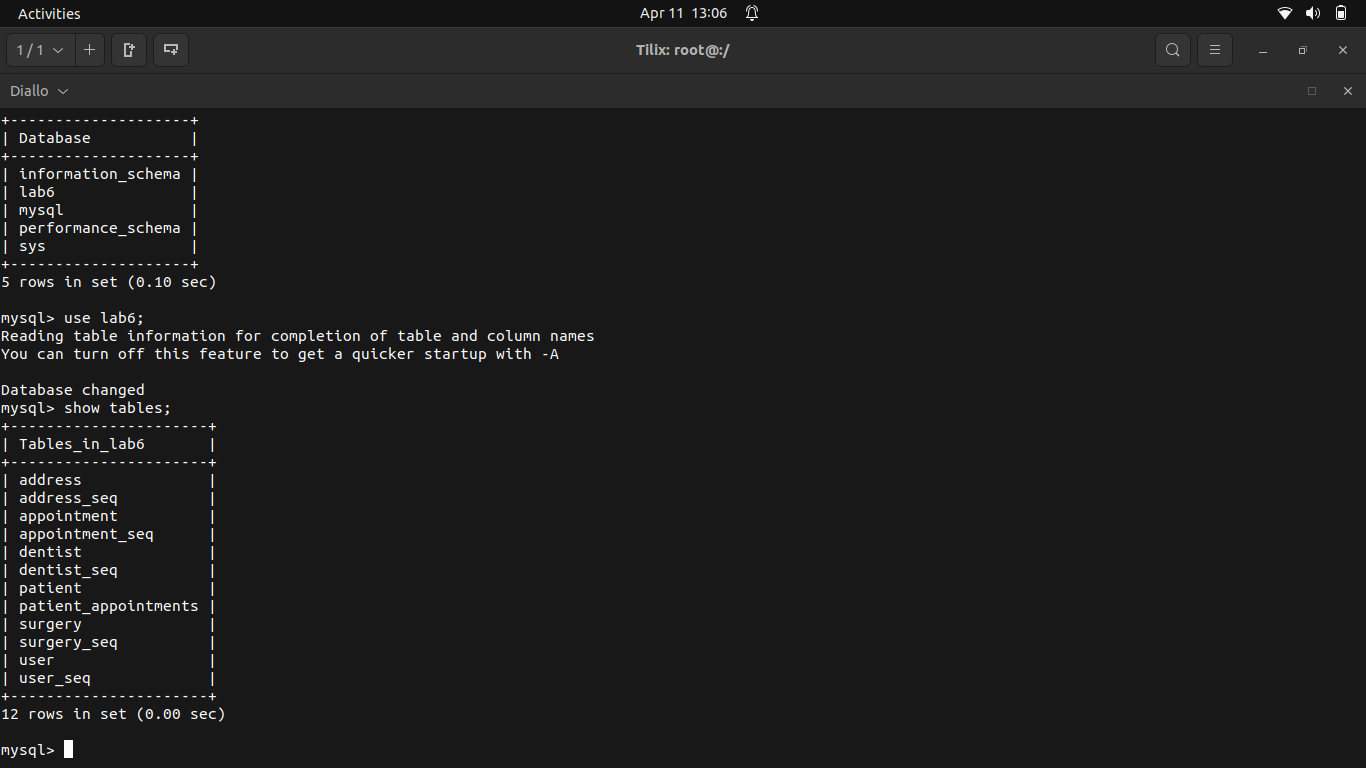 Activities
Apr 11 13:06
1 / 1
Tilix: root@:/
Diallo
+--------------------+
| Database           |
+--------------------+
| information_schema |
| lab6               |
| mysql              |
| performance_schema |
| sys                |
+--------------------+
5 rows in set (0.10 sec)

mysql> use lab6;
Reading table information for completion of table and column names
You can turn off this feature to get a quicker startup with -A

Database changed
mysql> show tables;
+----------------------+
| Tables_in_lab6       |
+----------------------+
| address              |
| address_seq          |
| appointment          |
| appointment_seq      |
| dentist              |
| dentist_seq          |
| patient              |
| patient_appointments |
| surgery              |
| surgery_seq          |
| user                 |
| user_seq             |
+----------------------+
12 rows in set (0.00 sec)

mysql>